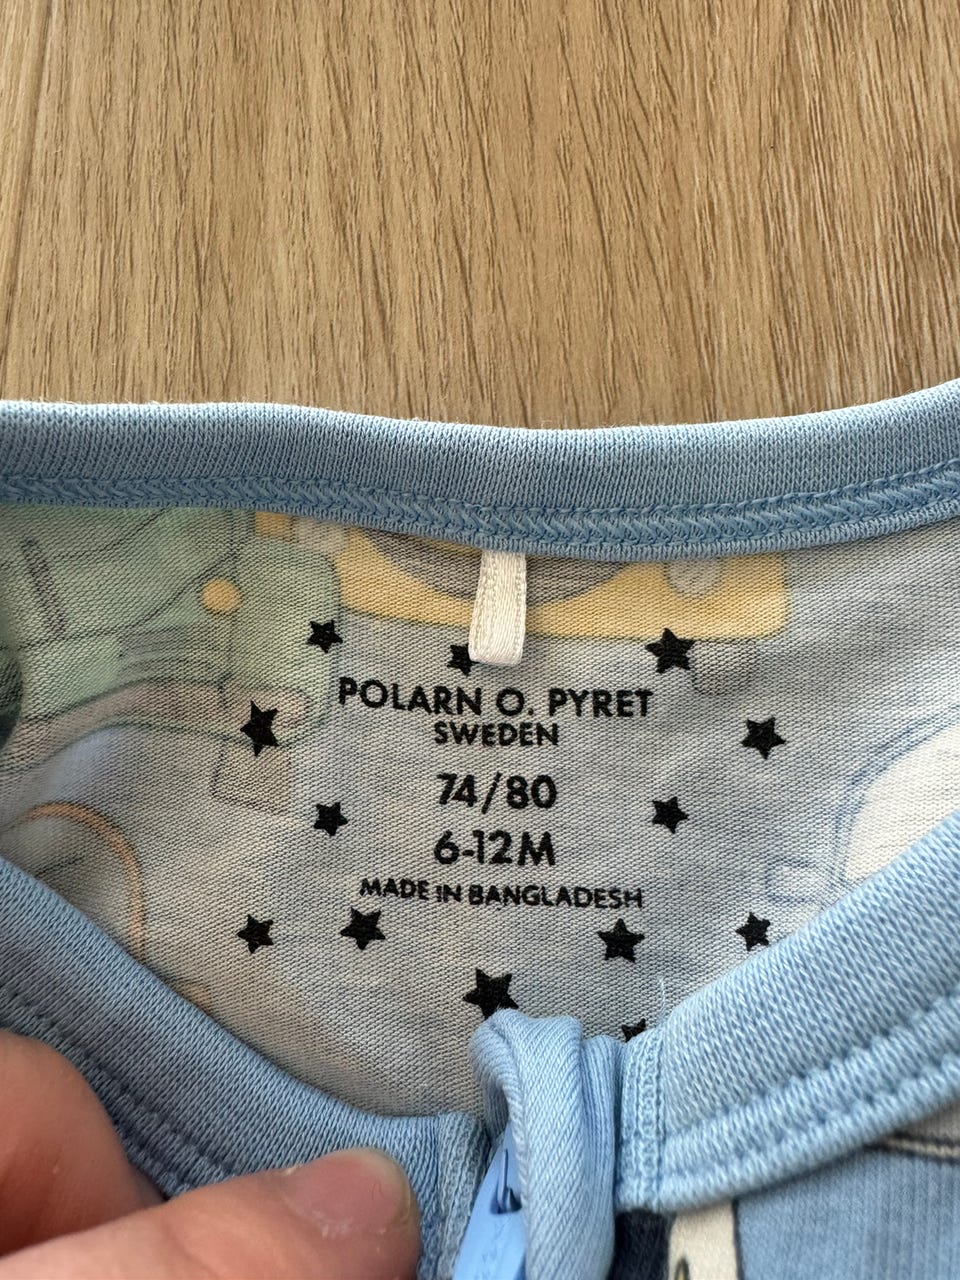 POLARN O. PYRET
SWEDEN
74/80
6-12M
MADE IN BANGLADESH